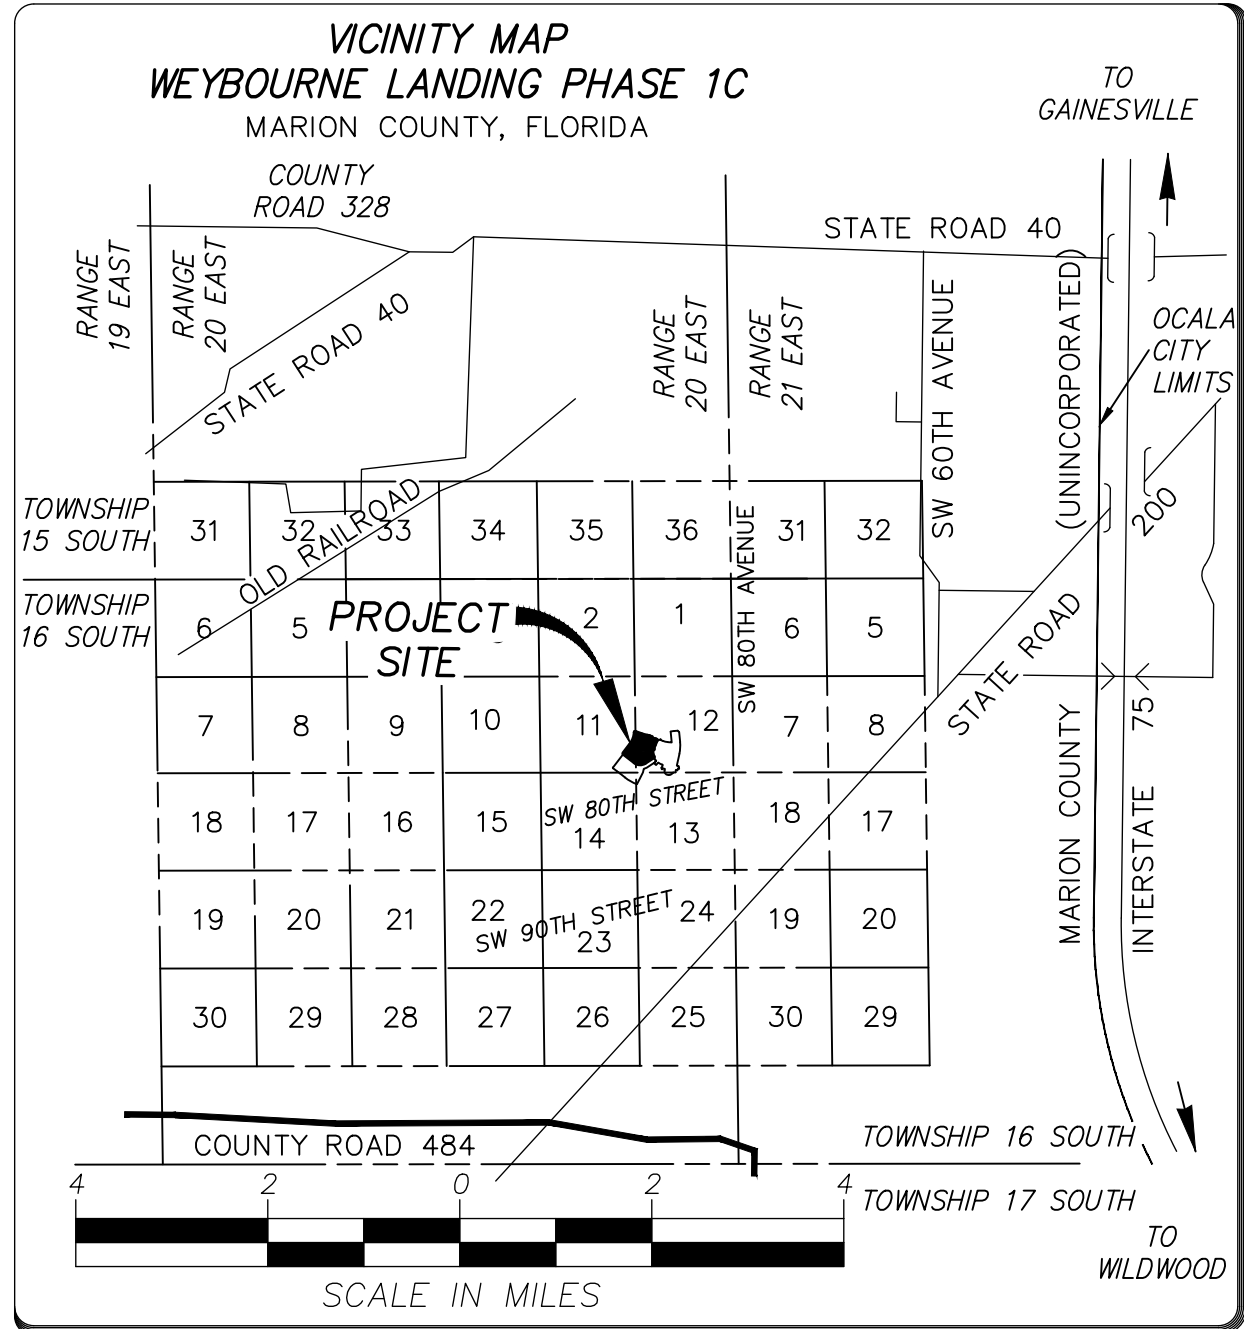 VICINITY MAP
WEYBOURNE LANDING PHASE 1C
MARION COUNTY, FLORIDA
TO
GAINESVILLE
COUNTY
ROAD 328
STATE ROAD 40
RANGE
19 EAST
RANGE
20 EAST
STATE ROAD 40
RANGE
20 EAST
RANGE
21 EAST
SW 60TH AVENUE
(UNINCORPORATED)
OCALA
CITY
LIMITS
TOWNSHIP
15 SOUTH
31 32 33 34 35 36 31 32
OLD RAILROAD
SW 80TH AVENUE
200
TOWNSHIP
16 SOUTH
6 5 2 1 6 5
PROJECT
SITE
STATE ROAD
7 8 9 10 11 12 7 8
MARION COUNTY
INTERSTATE 75
SW 80TH STREET
18 17 16 15 14 13 18 17
19 20 21 22 23 24 19 20
SW 90TH STREET
30 29 28 27 26 25 30 29
COUNTY ROAD 484
TOWNSHIP 16 SOUTH
TOWNSHIP 17 SOUTH
4 2 0 2 4
SCALE IN MILES
TO
WILDWOOD